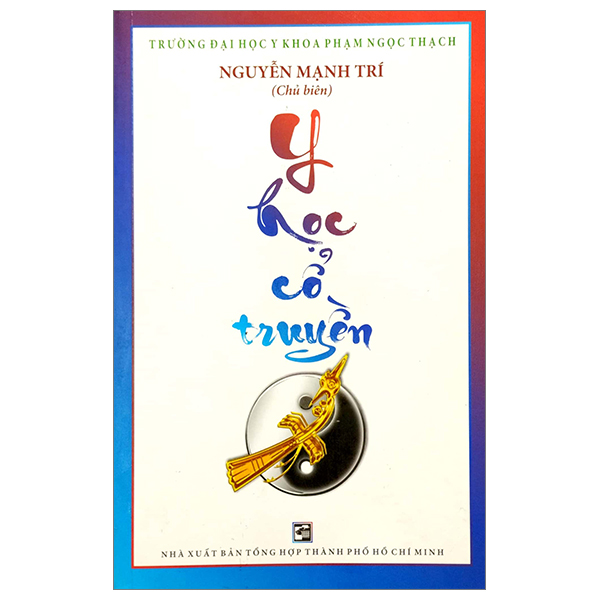 TRƯỜNG ĐẠI HỌC Y KHOA PHẠM NGỌC THẠCH
NGUYỄN MẠNH TRÍ
(Chủ biên)
y
học
cổ
truyền
NHÀ XUẤT BẢN TỔNG HỢP THÀNH PHỐ HỒ CHÍ MINH